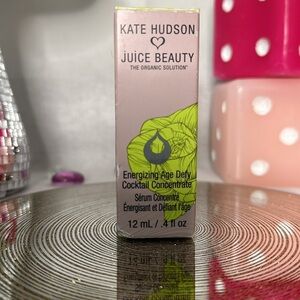 KATE HUDSON
JUICE BEAUTY
THE ORGANIC SOLUTION™
Energizing Age Defy
Cocktail Concentrate
Sérum Concentré
Énergisant et Défiant l'âge
12 mL / .4 fl oz